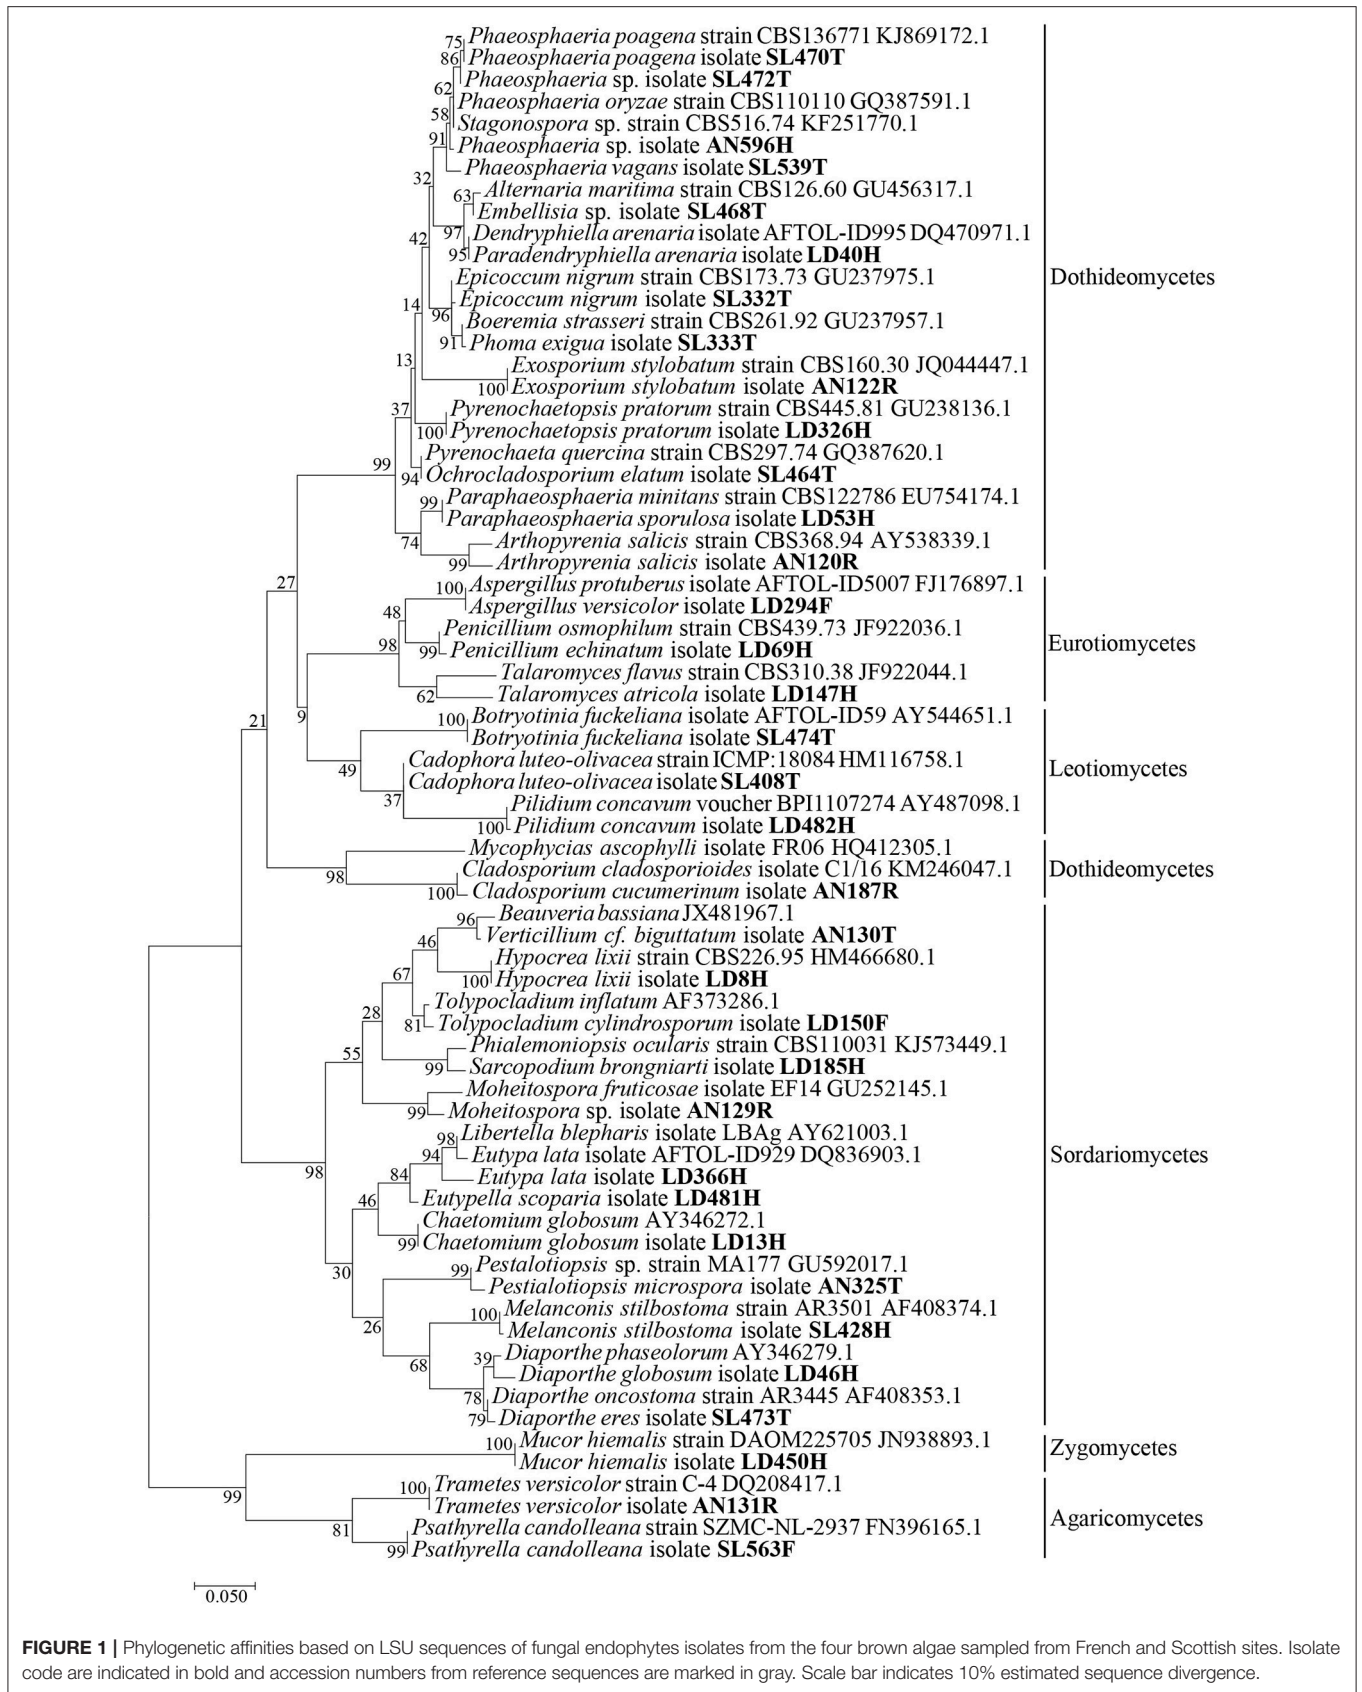 75 Phaeosphaeria poagena strain CBS136771 KJ869172.1
86 Phaeosphaeria poagena isolate SL470T
Phaeosphaeria sp. isolate SL472T
62 Phaeosphaeria oryzae strain CBS110110 GQ387591.1
58 Stagonospora sp. strain CBS516.74 KF251770.1
91 Phaeosphaeria sp. isolate AN596H
Phaeosphaeria vagans isolate SL539T
32
63 Alternaria maritima strain CBS126.60 GU456317.1
Embellisia sp. isolate SL468T
42 97 Dendryphiella arenaria isolate AFTOL-ID995 DQ470971.1
95 Paradendryphiella arenaria isolate LD40H
Epicoccum nigrum strain CBS173.73 GU237975.1
Dothideomycetes
14 Epicoccum nigrum isolate SL332T
96 Boeremia strasseri strain CBS261.92 GU237957.1
91 Phoma exigua isolate SL333T
13 Exosporium stylobatum strain CBS160.30 JQ044447.1
100 Exosporium stylobatum isolate AN122R
37 Pyrenochaetopsis pratorum strain CBS445.81 GU238136.1
100 Pyrenochaetopsis pratorum isolate LD326H
Pyrenochaeta quercina strain CBS297.74 GQ387620.1
99 94 Ochrocladosporium elatum isolate SL464T
99 Paraphaeosphaeria minitans strain CBS122786 EU754174.1
Paraphaeosphaeria sporulosa isolate LD53H
74 Arthopyrenia salicis strain CBS368.94 AY538339.1
99 Arthropyrenia salicis isolate AN120R
27 100 Aspergillus protuberus isolate AFTOL-ID5007 FJ176897.1
48 Aspergillus versicolor isolate LD294F
Penicillium osmophilum strain CBS439.73 JF922036.1
Eurotiomycetes
98 99 Penicillium echinatum isolate LD69H
Talaromyces flavus strain CBS310.38 JF922044.1
62 Talaromyces atricola isolate LD147H
21 9 100 Botryotinia fuckeliana isolate AFTOL-ID59 AY544651.1
Botryotinia fuckeliana isolate SL474T
49 Cadophora luteo-olivacea strain ICMP:18084 HM116758.1
Leotiomycetes
Cadophora luteo-olivacea isolate SL408T
37 Pilidium concavum voucher BPI1107274 AY487098.1
100 Pilidium concavum isolate LD482H
Mycophycias ascophylli isolate FR06 HQ412305.1
98 Cladosporium cladosporioides isolate C1/16 KM246047.1
Dothideomycetes
100 Cladosporium cucumerinum isolate AN187R
96 Beauveria bassiana JX481967.1
46 Verticillium cf. biguttatum isolate AN130T
Hypocrea lixii strain CBS226.95 HM466680.1
67 100 Hypocrea lixii isolate LD8H
Tolypocladium inflatum AF373286.1
28 81 Tolypocladium cylindrosporum isolate LD150F
55 Phialemoniopsis ocularis strain CBS110031 KJ573449.1
99 Sarcopodium brongniarti isolate LD185H
Moheitospora fruticosae isolate EF14 GU252145.1
99 Moheitospora sp. isolate AN129R
98 Libertella blepharis isolate LBAg AY621003.1
98 94 Eutypa lata isolate AFTOL-ID929 DQ836903.1
Sordariomycetes
84 Eutypa lata isolate LD366H
46 Eutypella scoparia isolate LD481H
Chaetomium globosum AY346272.1
99 Chaetomium globosum isolate LD13H
30 99 Pestalotiopsis sp. strain MA177 GU592017.1
Pestialotiopsis microspora isolate AN325T
26 100 Melanconis stilbostoma strain AR3501 AF408374.1
Melanconis stilbostoma isolate SL428H
68 39 Diaporthe phaseolorum AY346279.1
Diaporthe globosum isolate LD46H
78 Diaporthe oncostoma strain AR3445 AF408353.1
79 Diaporthe eres isolate SL473T
100 Mucor hiemalis strain DAOM225705 JN938893.1
Zygomycetes
Mucor hiemalis isolate LD450H
99 100 Trametes versicolor strain C-4 DQ208417.1
Trametes versicolor isolate AN131R
Agaricomycetes
81 Psathyrella candolleana strain SZMC-NL-2937 FN396165.1
99 Psathyrella candolleana isolate SL563F
0.050
FIGURE 1 | Phylogenetic affinities based on LSU sequences of fungal endophytes isolates from the four brown algae sampled from French and Scottish sites. Isolate
code are indicated in bold and accession numbers from reference sequences are marked in gray. Scale bar indicates 10% estimated sequence divergence.